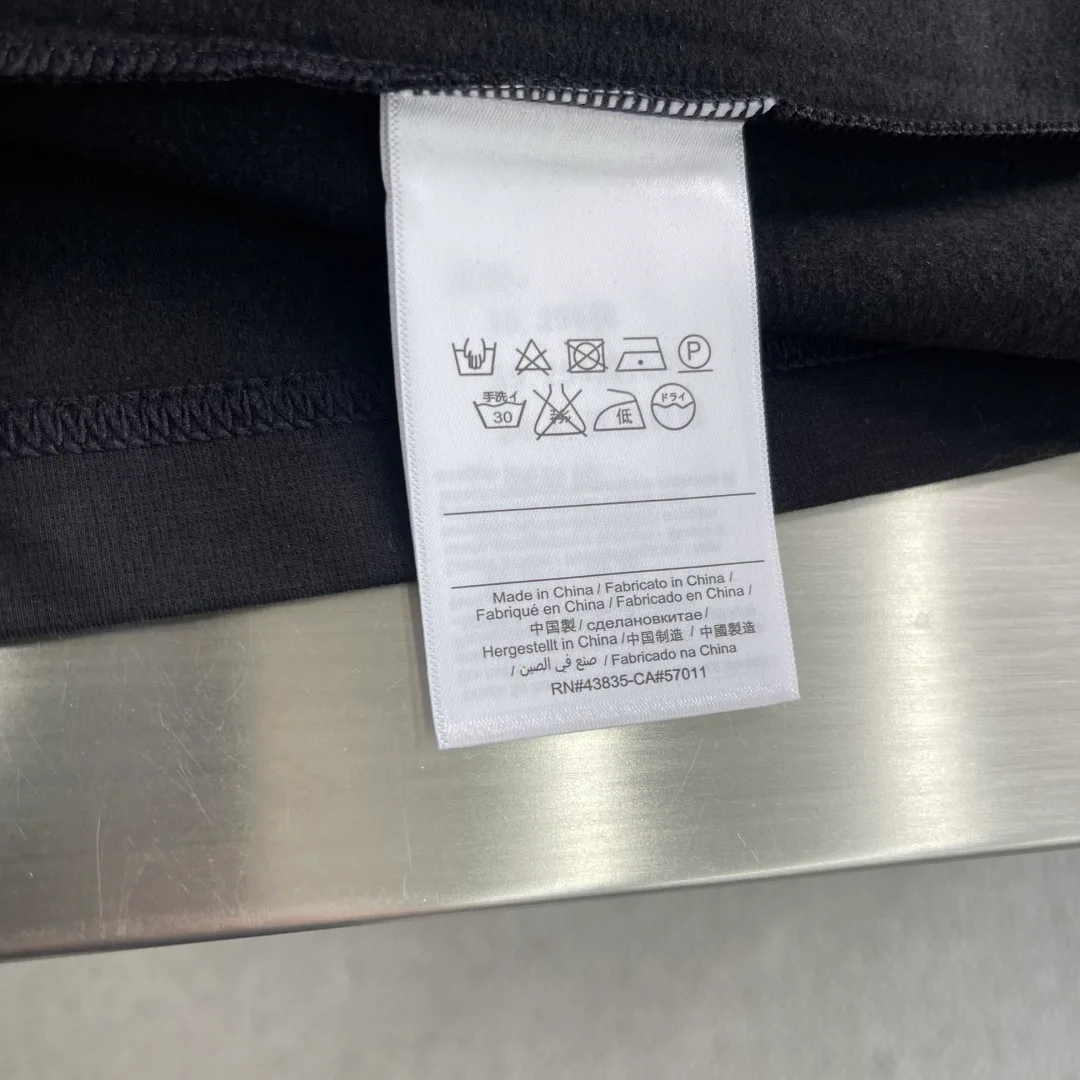 P
手洗イ ドライ
30 低
Made in China / Fabricato in China /
Fabriqué en China / Fabricado en China /
中国製 / сделановкитае /
Hergestellt in China /中国制造 / 中國製造
/ صنع في الصين / Fabricado na China
RN#43835-CA#57011